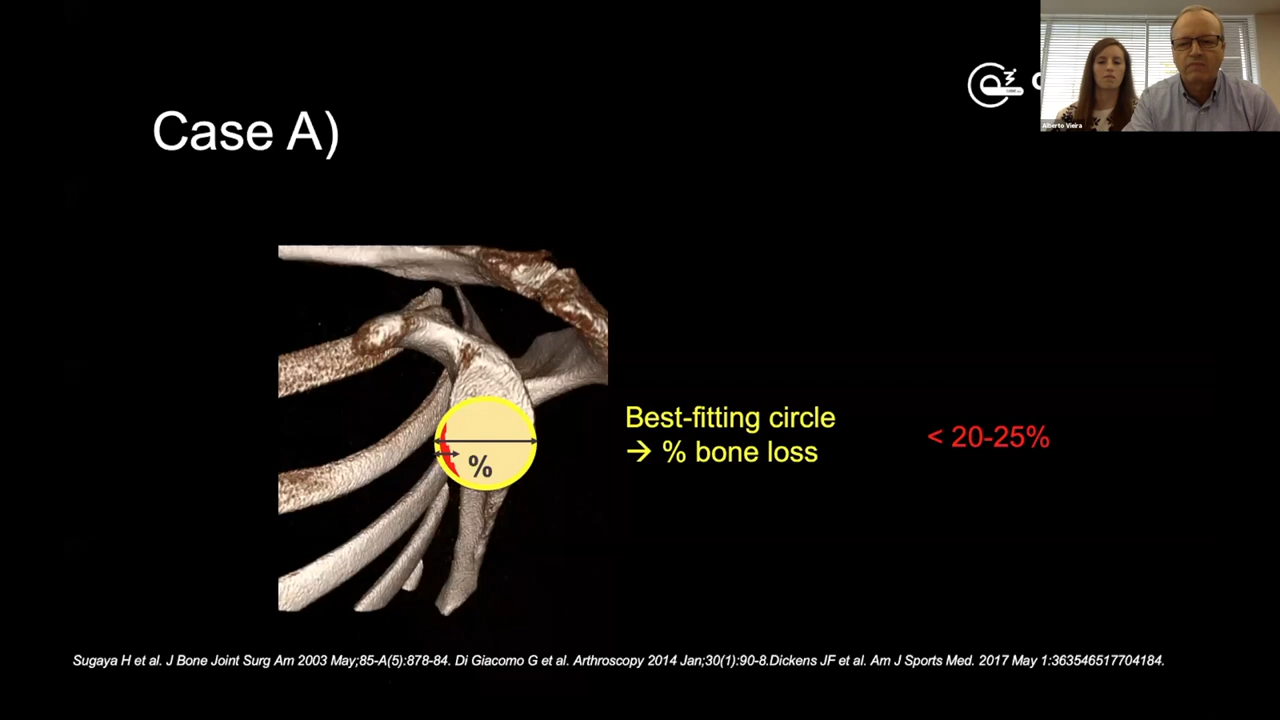 Alberto Vieira
Case A)
Best-fitting circle
→ % bone loss
< 20-25%
%
Sugaya H et al. J Bone Joint Surg Am 2003 May;85-A(5):878-84. Di Giacomo G et al. Arthroscopy 2014 Jan;30(1):90-8.Dickens JF et al. Am J Sports Med. 2017 May 1:363546517704184.